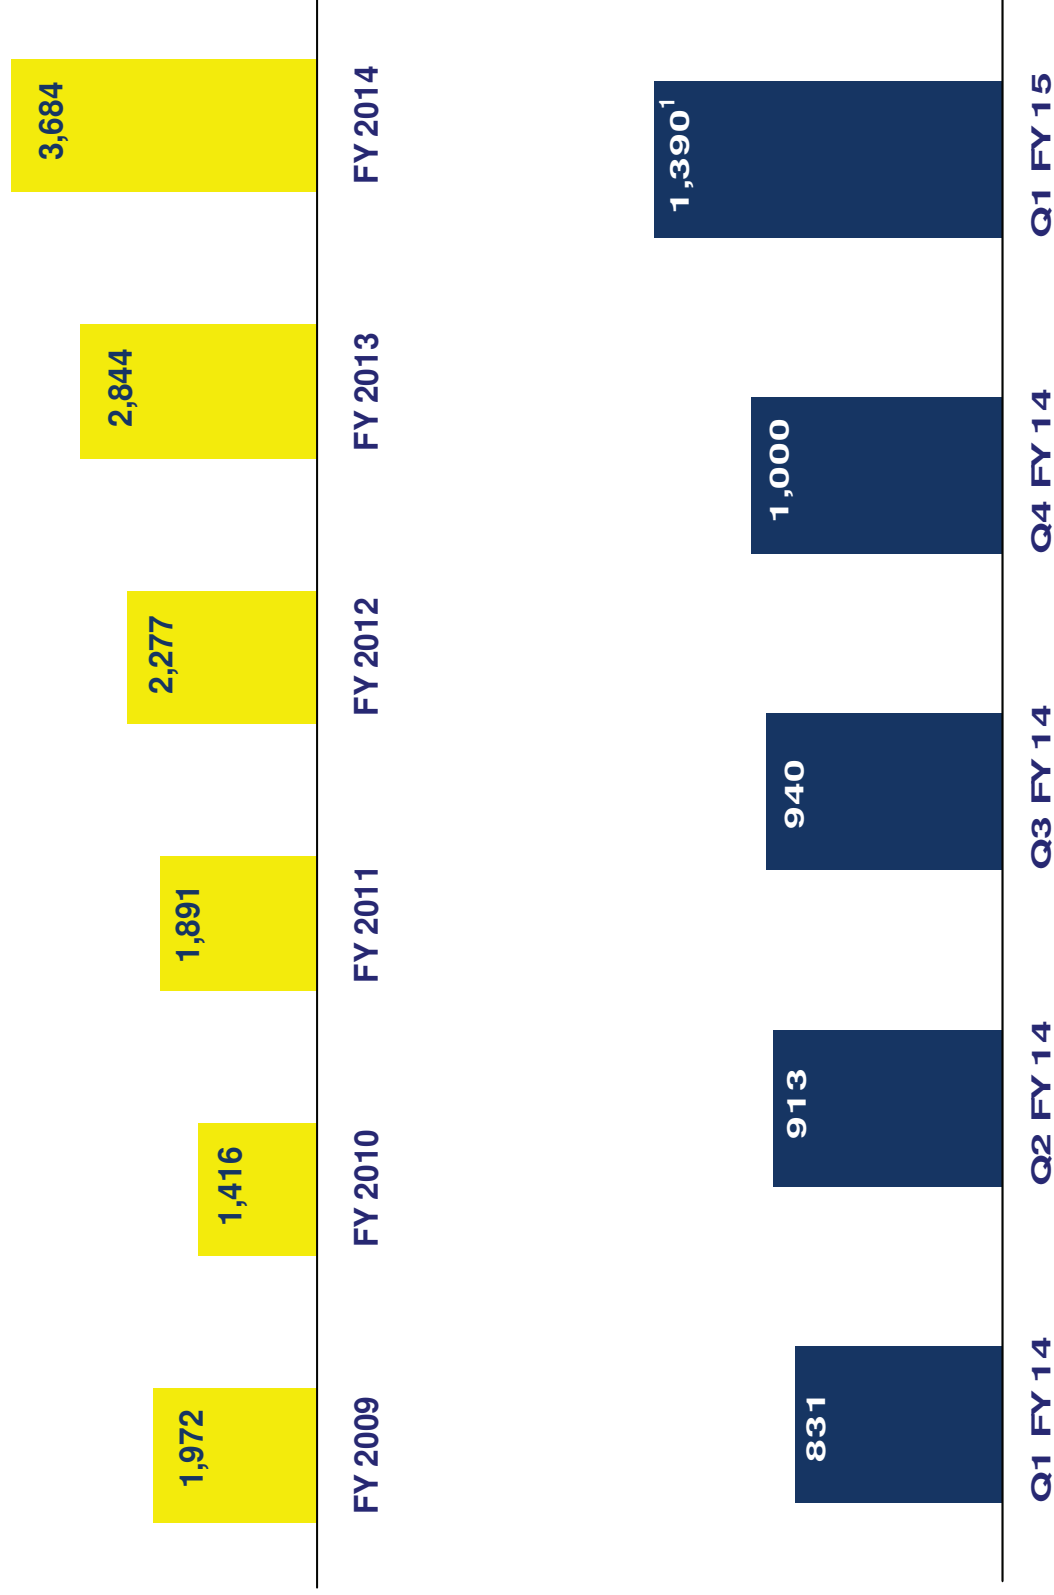 1,972
1,416
1,891
2,277
2,844
3,684
FY 2009
FY 2010
FY 2011
FY 2012
FY 2013
FY 2014
831
913
940
1,000
1,390¹
Q1 FY 14
Q2 FY 14
Q3 FY 14
Q4 FY 14
Q1 FY 15